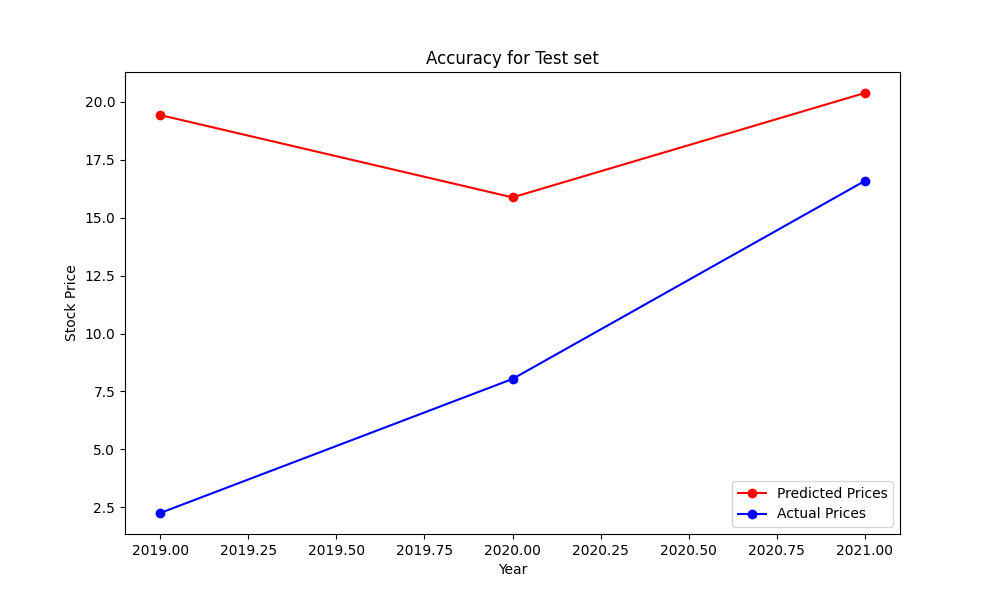 Accuracy for Test set
20.0
17.5
15.0
12.5
10.0
7.5
5.0
2.5
Stock Price
Predicted Prices
Actual Prices
2019.00 2019.25 2019.50 2019.75 2020.00 2020.25 2020.50 2020.75 2021.00
Year